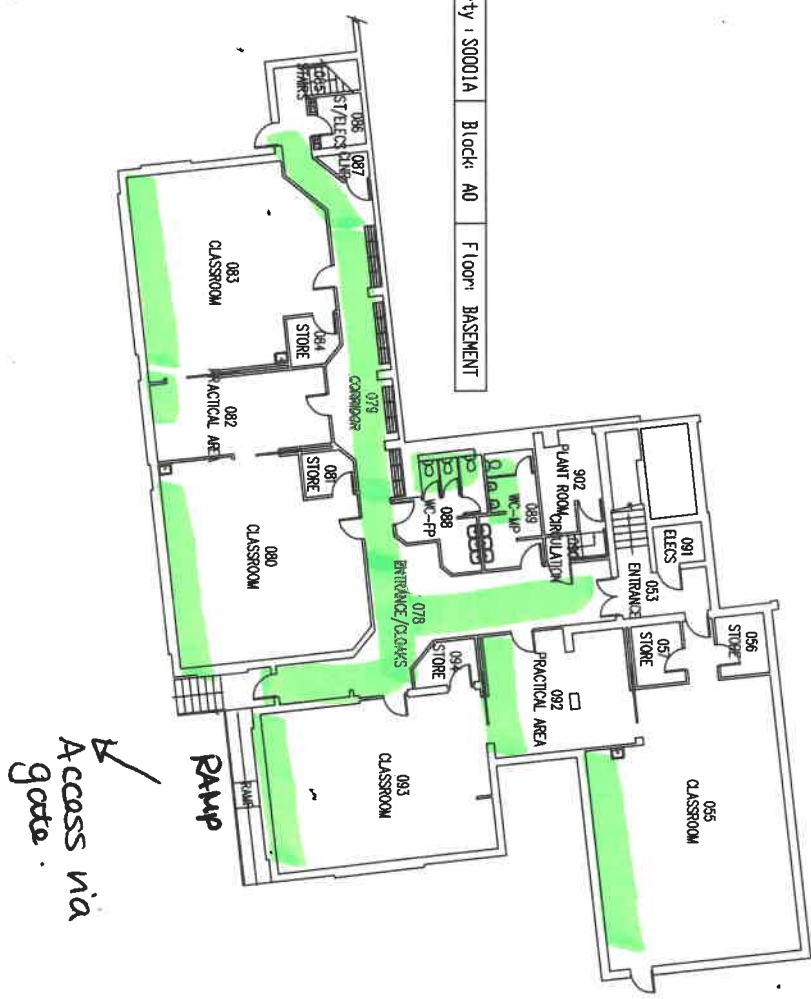 ty : S0001A Block: A0 Floor: BASEMENT
085
STAIRS
086
ST/ELECS
CLNR
087
083
CLASSROOM
084
STORE
082
PRACTICAL AREA
081
STORE
080
CLASSROOM
079
CORRIDOR
078
ENTRANCE/CLOAKS
088
WC-FP
089
WC-MP
902
PLANT ROOM
CIRCULATION
091
ELECS
053
ENTRANCE
056
STORE
057
STORE
092
PRACTICAL AREA
094
STORE
093
CLASSROOM
055
CLASSROOM
RAMP
RAMP
Access via
gate.